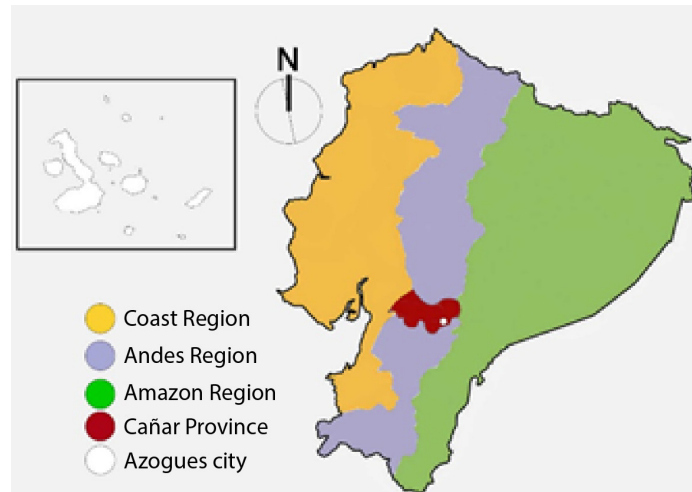 N
Coast Region
Andes Region
Amazon Region
Cañar Province
Azogues city